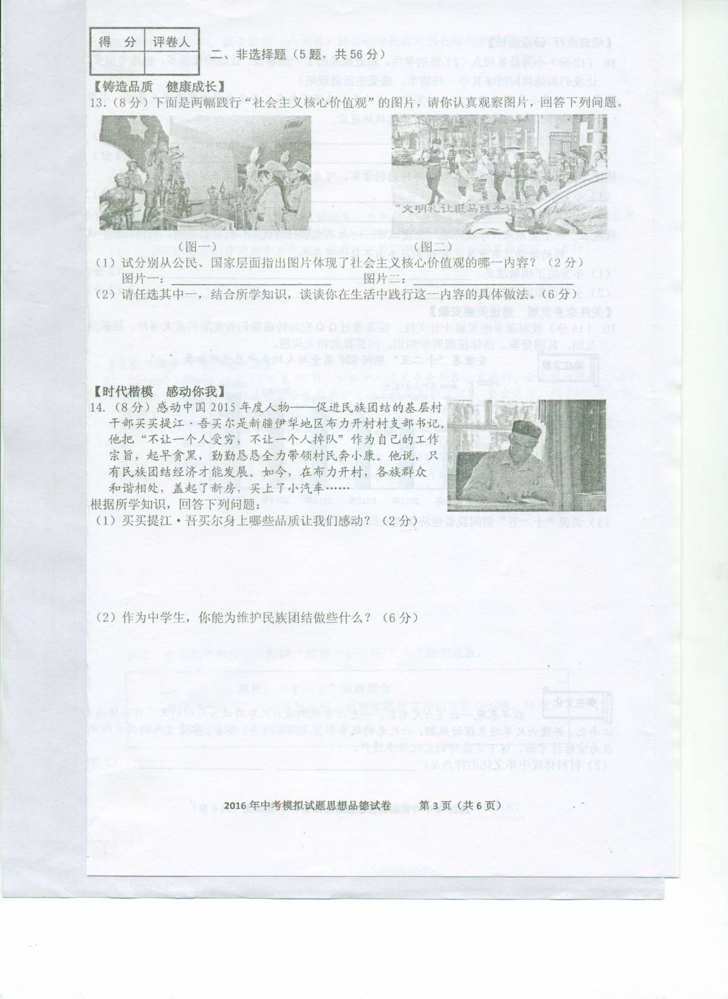 得 分 评卷人
二、非选择题（5题，共56分）
【铸造品质 健康成长】
13.（8分）下面是两幅践行“社会主义核心价值观”的图片，请你认真观察图片，回答下列问题。
“文明礼让斑马线手语
（图一） （图二）
（1）试分别从公民、国家层面指出图片体现了社会主义核心价值观的哪一内容？（2分）
图片一： 图片二：
（2）请任选其中一，结合所学知识，谈谈你在生活中践行这一内容的具体做法。（6分）
【时代楷模 感动你我】
14.（8分）感动中国2015年度人物——促进民族团结的基层村
干部买买提江·吾买尔是新疆伊犁地区布力开村村支部书记。
他把“不让一个人受穷，不让一个人掉队”作为自己的工作
宗旨，起早贪黑，勤勤恳恳全力带领村民奔小康。他说，只
有民族团结经济才能发展。如今，在布力开村，各族群众
和谐相处，盖起了新房，买上了小汽车……
根据所学知识，回答下列问题：
（1）买买提江·吾买尔身上哪些品质让我们感动？（2分）
（2）作为中学生，你能为维护民族团结做些什么？（6分）
2016年中考模拟试题思想品德试卷 第3页（共6页）